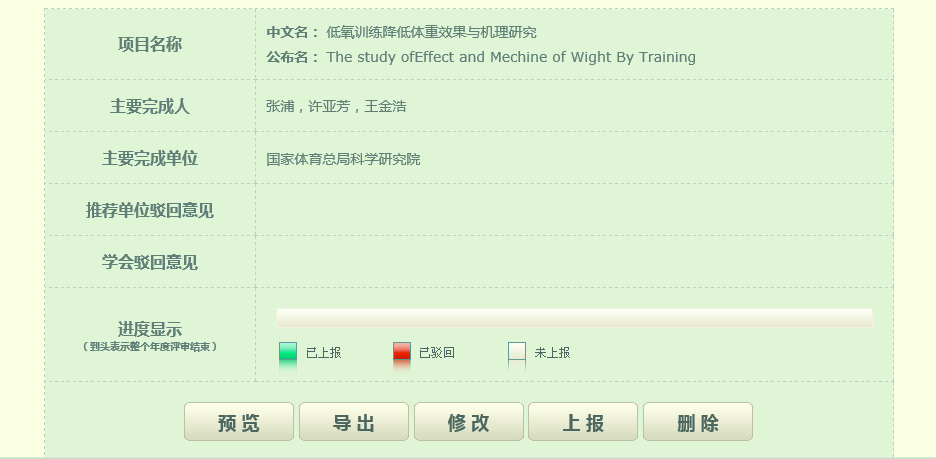 项目名称
中文名： 低氧训练降低体重效果与机理研究
公布名： The study ofEffect and Mechine of Wight By Training
主要完成人
张浦，许亚芳，王金浩
主要完成单位
国家体育总局科学研究院
推荐单位驳回意见
学会驳回意见
进度显示
（到头表示整个年度评审结束）
已上报
已驳回
未上报
预览
导出
修改
上报
删除